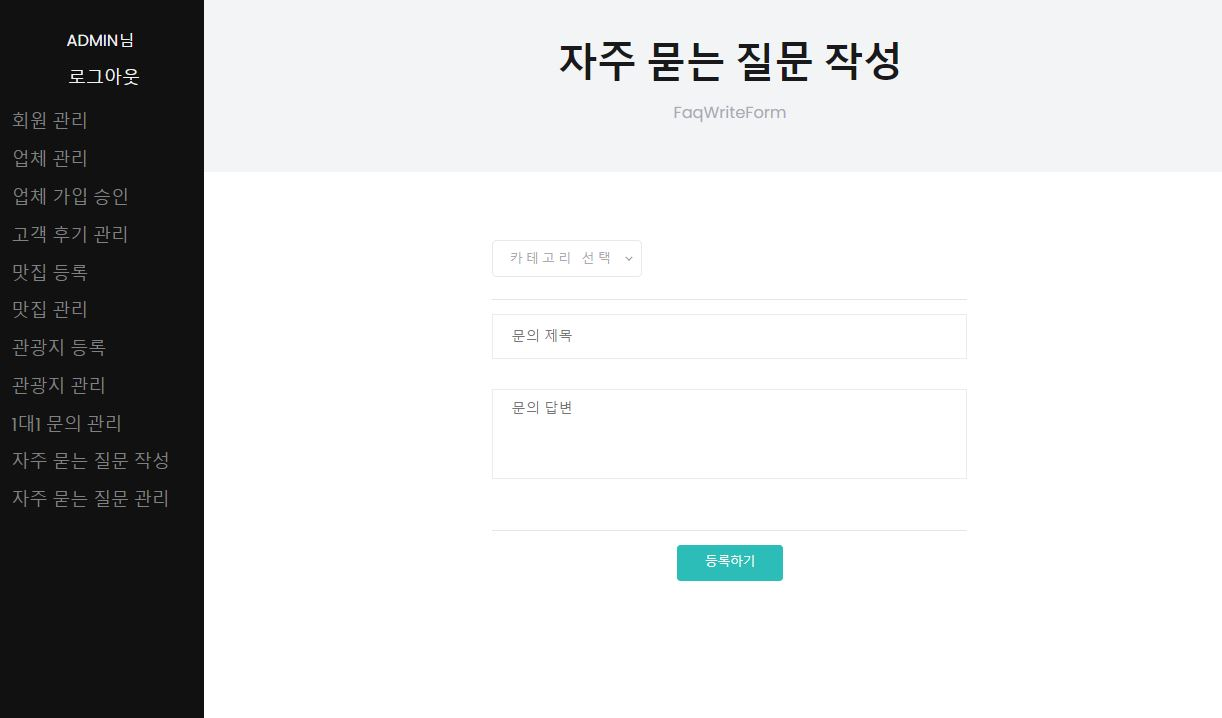 ADMIN님
로그아웃
회원 관리
업체 관리
업체 가입 승인
고객 후기 관리
맛집 등록
맛집 관리
관광지 등록
관광지 관리
1대1 문의 관리
자주 묻는 질문 작성
자주 묻는 질문 관리
자주 묻는 질문 작성
FaqWriteForm
카테고리 선택
문의 제목
문의 답변
등록하기